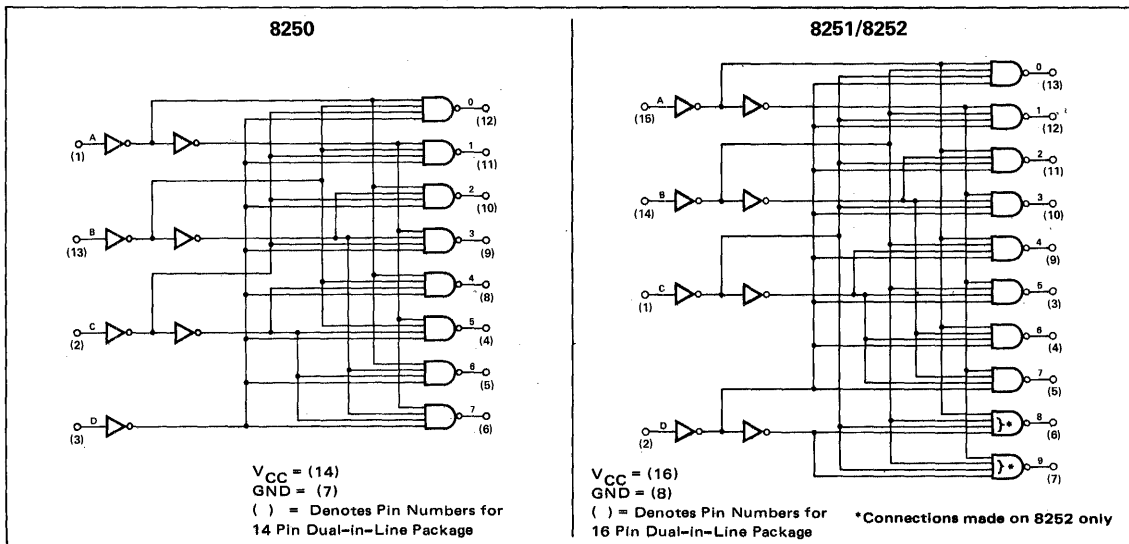 8250
A
(1)
B
(13)
C
(2)
D
(3)
0
(12)
1
(11)
2
(10)
3
(9)
4
(8)
5
(4)
6
(5)
7
(6)
VCC = (14)
GND = (7)
( ) = Denotes Pin Numbers for
14 Pin Dual-in-Line Package
8251/8252
A
(15)
B
(14)
C
(1)
D
(2)
0
(13)
1
(12)
2
(11)
3
(10)
4
(9)
5
(3)
6
(4)
7
(5)
}*
8
(6)
}*
9
(7)
VCC = (16)
GND = (8)
( ) = Denotes Pin Numbers for
16 Pin Dual-in-Line Package
*Connections made on 8252 only